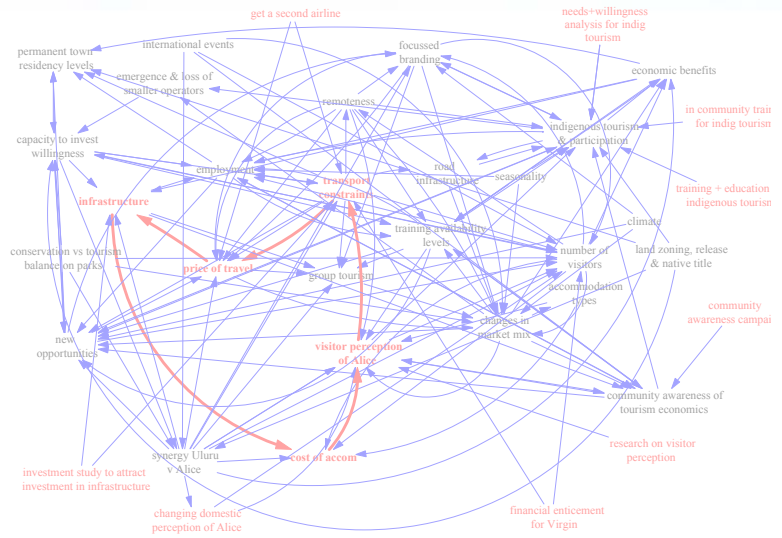 get a second airline
needs+willingness
analysis for indig
tourism
permanent town
residency levels
international events
focussed
branding
economic benefits
emergence & loss of
smaller operators
remoteness
in community trai
for indig tourism
indigenous tourism
& participation
capacity to invest
willingness
employment
road
infrastructure
seasonality
transport
constraints
training + education
indigenous tourism
infrastructure
climate
training availability
levels
number of
visitors
land zoning, release
& native title
conservation vs tourism
balance on parks
price of travel
group tourism
accommodation
types
community
awareness campai
changes in
market mix
new
opportunities
visitor perception
of Alice
community awareness of
tourism economics
synergy Uluru
v Alice
cost of accom
research on visitor
perception
investment study to attract
investment in infrastructure
changing domestic
perception of Alice
financial enticement
for Virgin